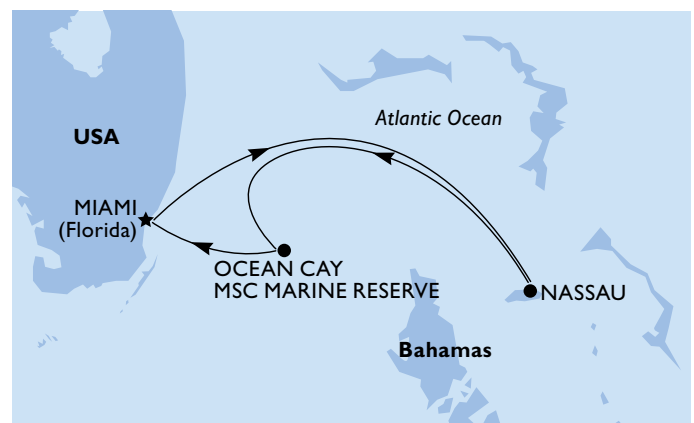 Atlantic Ocean
USA
MIAMI
(Florida)
OCEAN CAY
MSC MARINE RESERVE
NASSAU
Bahamas